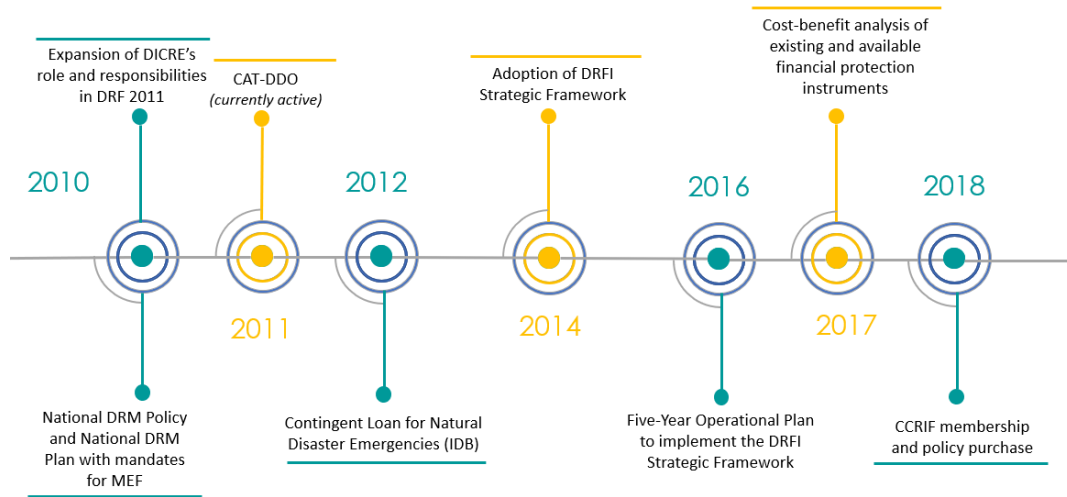 Expansion of DICRE's
role and responsibilities
in DRF 2011
CAT-DDO
(currently active)
Adoption of DRFI
Strategic Framework
Cost-benefit analysis of
existing and available
financial protection
instruments
2010
2012
2016
2018
2011
2014
2017
National DRM Policy
and National DRM
Plan with mandates
for MEF
Contingent Loan for Natural
Disaster Emergencies (IDB)
Five-Year Operational Plan
to implement the DRFI
Strategic Framework
CCRIF membership
and policy purchase